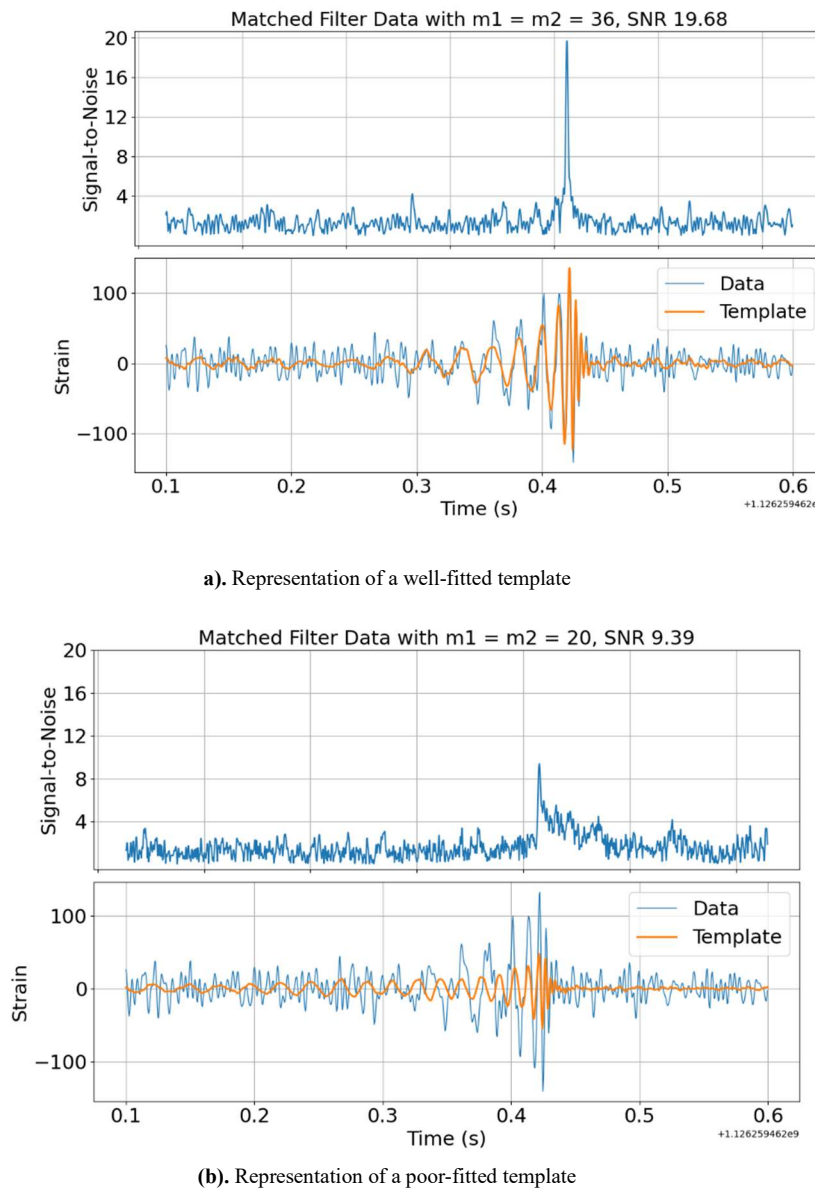 Matched Filter Data with m1 = m2 = 36, SNR 19.68
20
16
12
8
4
Signal-to-Noise
100
0
−100
Strain
Data
Template
0.1 0.2 0.3 0.4 0.5 0.6
Time (s)
+1.126259462e
a). Representation of a well-fitted template
Matched Filter Data with m1 = m2 = 20, SNR 9.39
20
16
12
8
4
Signal-to-Noise
100
0
−100
Strain
Data
Template
0.1 0.2 0.3 0.4 0.5 0.6
Time (s)
+1.126259462e9
(b). Representation of a poor-fitted template